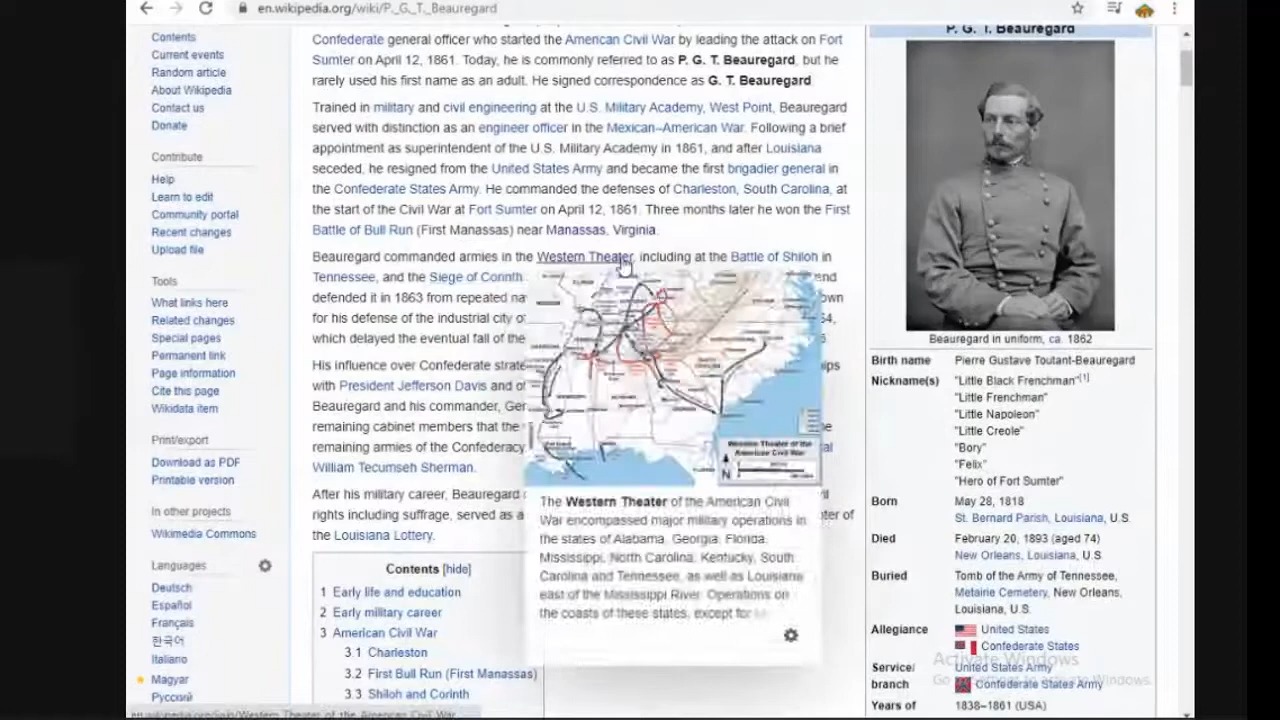 en.wikipedia.org/wiki/P._G._T._Beauregard
Contents
Current events
Random article
About Wikipedia
Contact us
Donate
Contribute
Help
Learn to edit
Community portal
Recent changes
Upload file
Tools
What links here
Related changes
Special pages
Permanent link
Page information
Cite this page
Wikidata item
Print/export
Download as PDF
Printable version
In other projects
Wikimedia Commons
Languages
Deutsch
Español
Français
한국어
Italiano
Magyar
Русский
Confederate general officer who started the American Civil War by leading the attack on Fort
Sumter on April 12, 1861. Today, he is commonly referred to as P. G. T. Beauregard, but he
rarely used his first name as an adult. He signed correspondence as G. T. Beauregard.
Trained in military and civil engineering at the U.S. Military Academy, West Point, Beauregard
served with distinction as an engineer officer in the Mexican–American War. Following a brief
appointment as superintendent of the U.S. Military Academy in 1861, and after Louisiana
seceded, he resigned from the United States Army and became the first brigadier general in
the Confederate States Army. He commanded the defenses of Charleston, South Carolina, at
the start of the Civil War at Fort Sumter on April 12, 1861. Three months later he won the First
Battle of Bull Run (First Manassas) near Manassas, Virginia.
Beauregard commanded armies in the Western Theater, including at the Battle of Shiloh in
Tennessee, and the Siege of Corinth
defended it in 1863 from repeated
for his defense of the industrial city
which delayed the eventual fall of the
His influence over Confederate
with President Jefferson Davis and
Beauregard and his commander,
remaining cabinet members that the
remaining armies of the Confederacy
William Tecumseh Sherman.
After his military career, Beauregard
rights including suffrage, served as a
the Louisiana Lottery.
Western Theater of the
American Civil War
N
The Western Theater of the American Civil
War encompassed major military operations in
the states of Alabama, Georgia, Florida,
Mississippi, North Carolina, Kentucky, South
Carolina and Tennessee, as well as Louisiana
east of the Mississippi River. Operations on
the coasts of these states, except for
Contents [hide]
1 Early life and education
2 Early military career
3 American Civil War
3.1 Charleston
3.2 First Bull Run (First Manassas)
3.3 Shiloh and Corinth
P. G. T. Beauregard
Beauregard in uniform, ca. 1862
Birth name Pierre Gustave Toutant-Beauregard
Nickname(s) "Little Black Frenchman"[1]
"Little Frenchman"
"Little Napoleon"
"Little Creole"
"Bory"
"Felix"
"Hero of Fort Sumter"
Born May 28, 1818
St. Bernard Parish, Louisiana, U.S.
Died February 20, 1893 (aged 74)
New Orleans, Louisiana, U.S
Buried Tomb of the Army of Tennessee,
Metairie Cemetery, New Orleans,
Louisiana, U.S.
Allegiance United States
Confederate States
Service/ United States Army
branch Confederate States Army
Years of 1838–1861 (USA)
Activate Windows